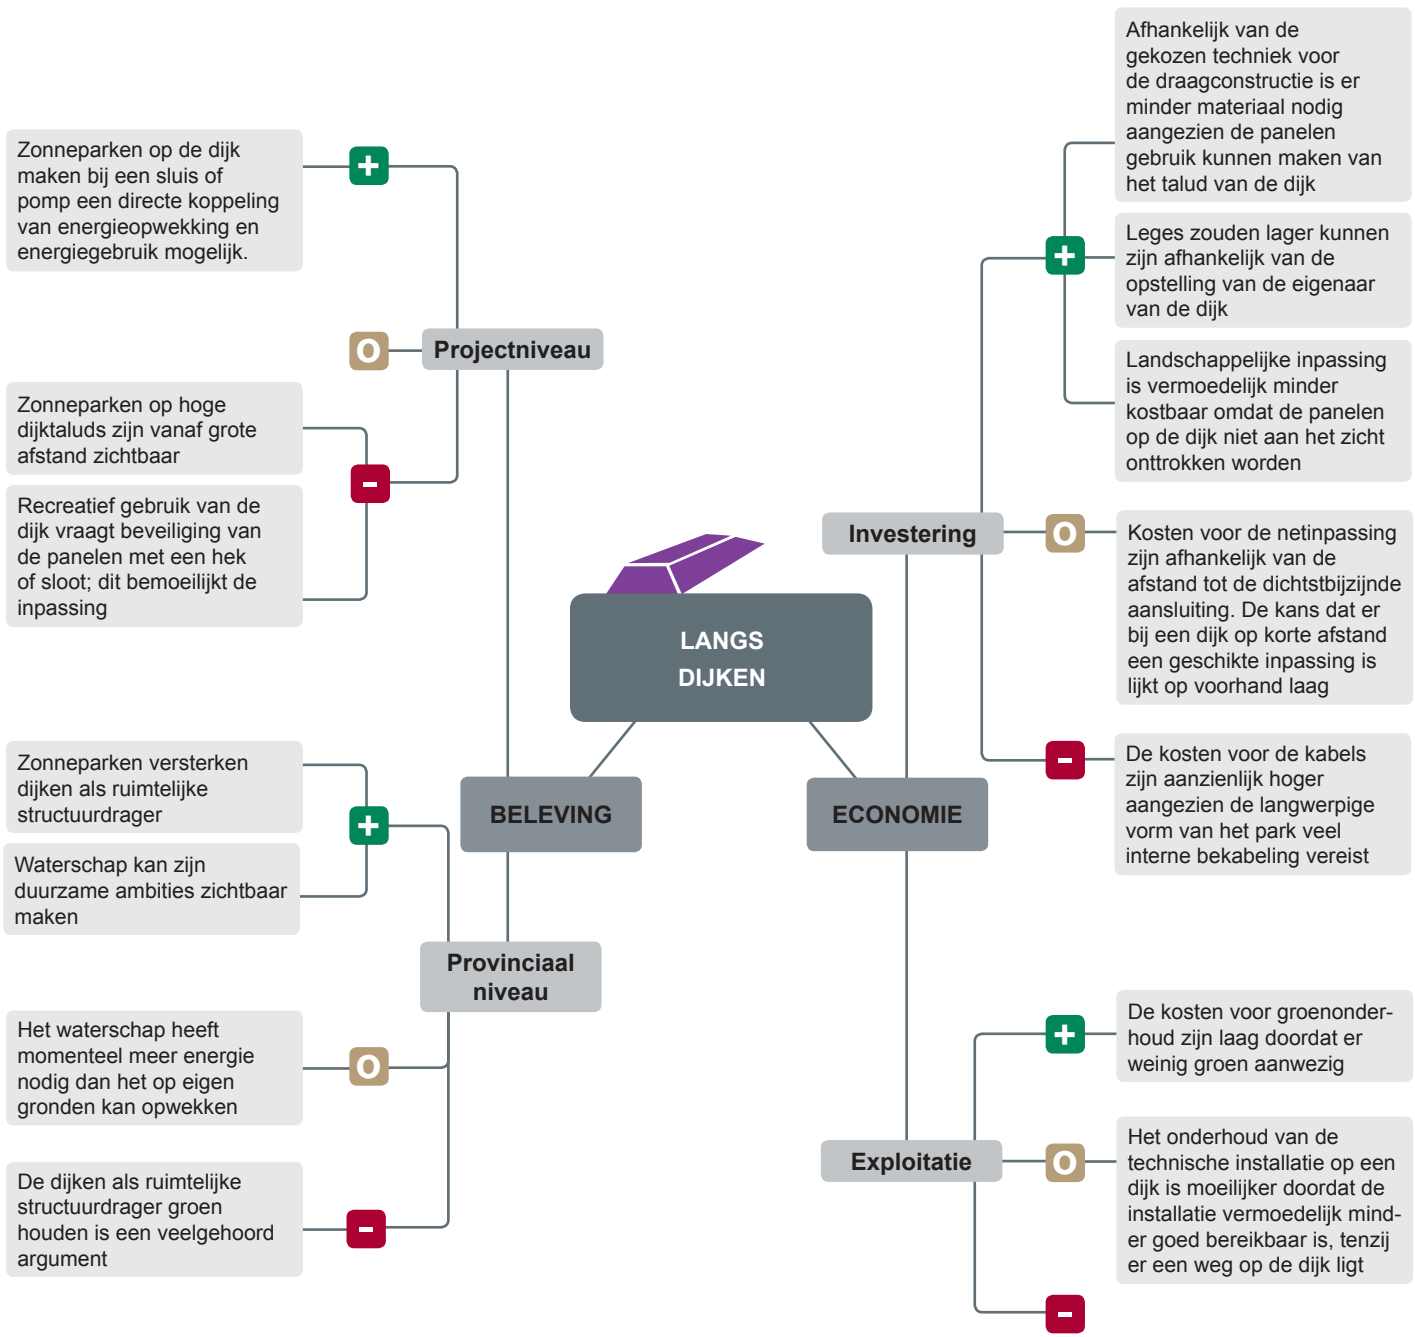 Zonneparken op de dijk
maken bij een sluis of
pomp een directe koppeling
van energieopwekking en
energiegebruik mogelijk.
+
O
Projectniveau
Zonneparken op hoge
dijktaluds zijn vanaf grote
afstand zichtbaar
-
Recreatief gebruik van de
dijk vraagt beveiliging van
de panelen met een hek
of sloot; dit bemoeilijkt de
inpassing
LANGS
DIJKEN
BELEVING
Zonneparken versterken
dijken als ruimtelijke
structuurdrager
+
Waterschap kan zijn
duurzame ambities zichtbaar
maken
Provinciaal
niveau
Het waterschap heeft
momenteel meer energie
nodig dan het op eigen
gronden kan opwekken
O
De dijken als ruimtelijke
structuurdrager groen
houden is een veelgehoord
argument
-
ECONOMIE
Investering
+
Afhankelijk van de
gekozen techniek voor
de draagconstructie is er
minder materiaal nodig
aangezien de panelen
gebruik kunnen maken van
het talud van de dijk
Leges zouden lager kunnen
zijn afhankelijk van de
opstelling van de eigenaar
van de dijk
Landschappelijke inpassing
is vermoedelijk minder
kostbaar omdat de panelen
op de dijk niet aan het zicht
onttrokken worden
O
Kosten voor de netinpassing
zijn afhankelijk van de
afstand tot de dichtstbijzijnde
aansluiting. De kans dat er
bij een dijk op korte afstand
een geschikte inpassing is
lijkt op voorhand laag
-
De kosten voor de kabels
zijn aanzienlijk hoger
aangezien de langwerpige
vorm van het park veel
interne bekabeling vereist
Exploitatie
+
De kosten voor groenonder-
houd zijn laag doordat er
weinig groen aanwezig
O
Het onderhoud van de
technische installatie op een
dijk is moeilijker doordat de
installatie vermoedelijk mind-
er goed bereikbaar is, tenzij
er een weg op de dijk ligt
-